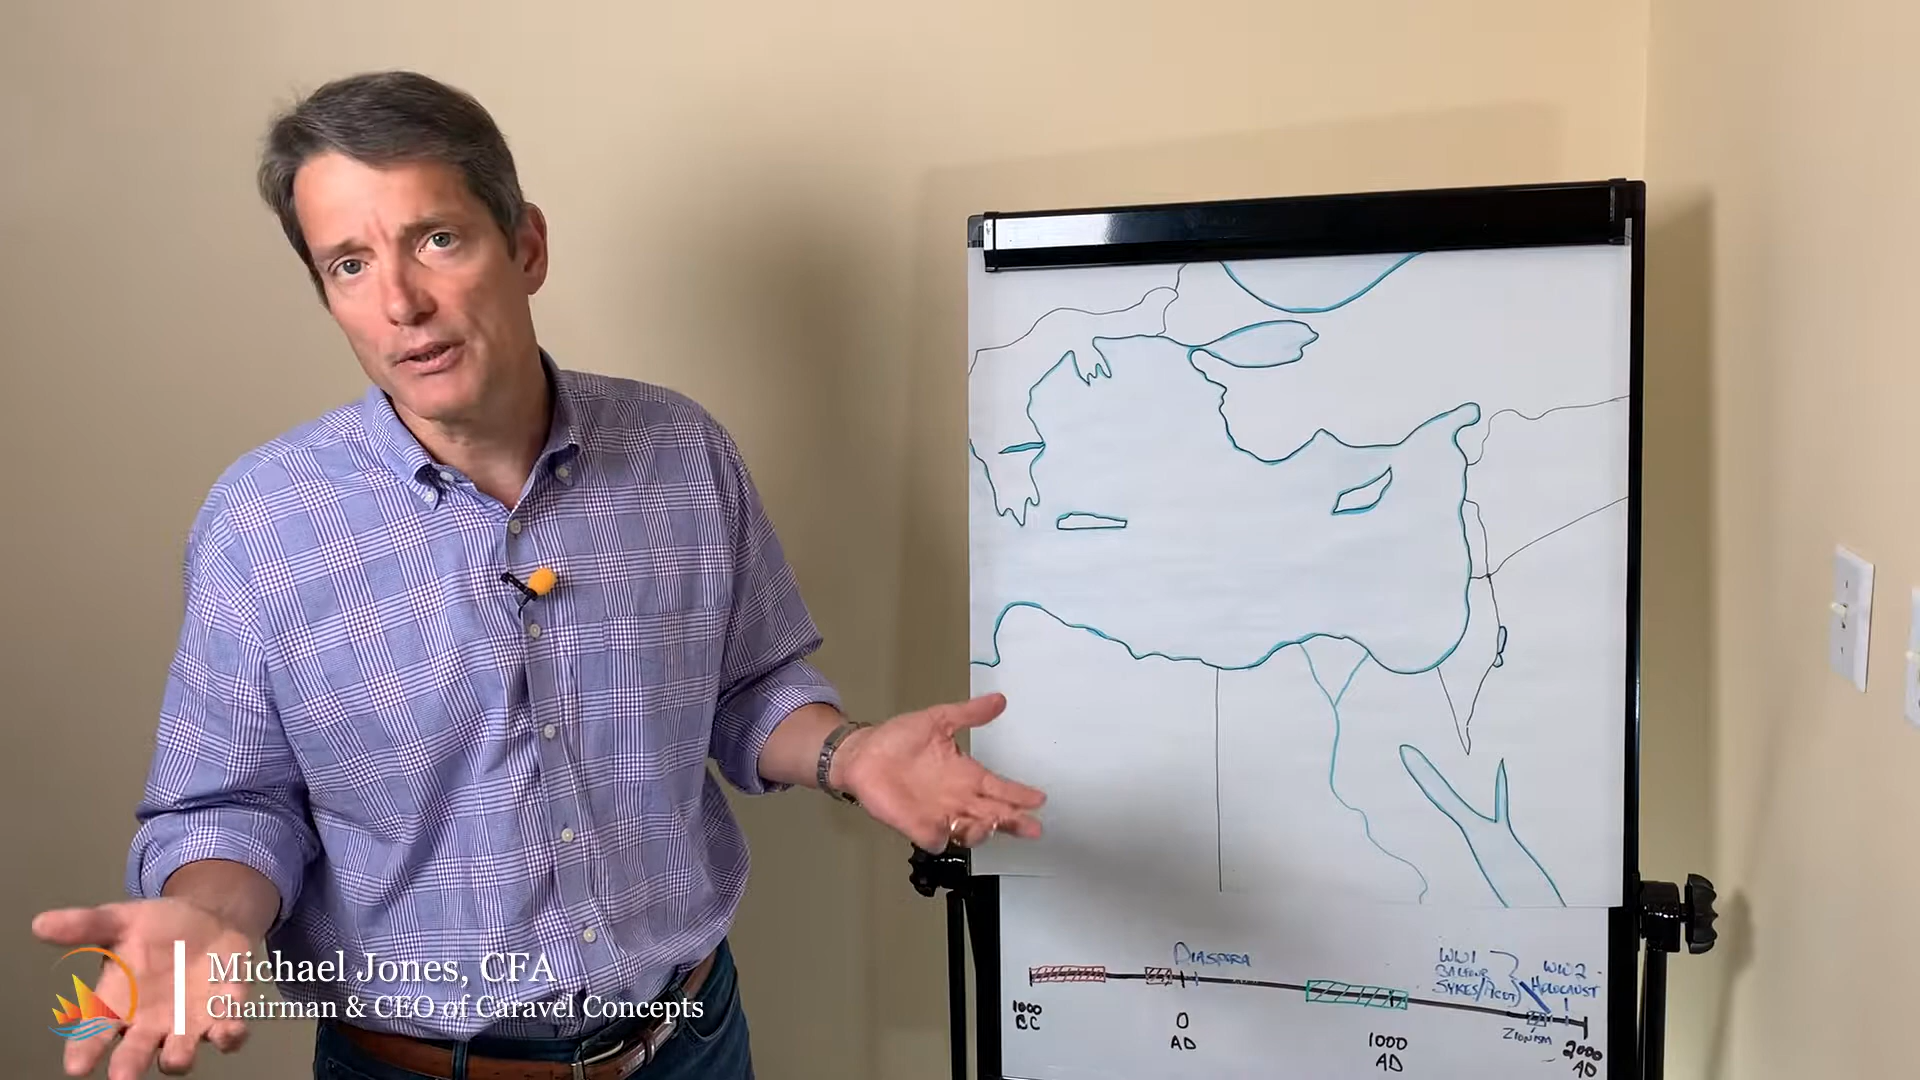 Michael Jones, CFA
Chairman & CEO of Caravel Concepts
DIASPORA
WW1
BALFOUR
SYKES/PICOT
WW2
HOLOCAUST
ZIONISM
1000
BC
0
AD
1000
AD
2000
AD